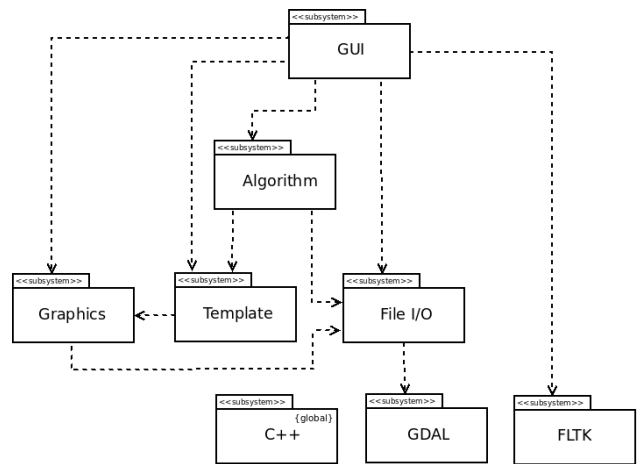 <<subsystem>>
GUI
<<subsystem>>
Algorithm
<<subsystem>>
Graphics
<<subsystem>>
Template
<<subsystem>>
File I/O
<<subsystem>>
{global}
C++
<<subsystem>>
GDAL
<<subsystem>>
FLTK